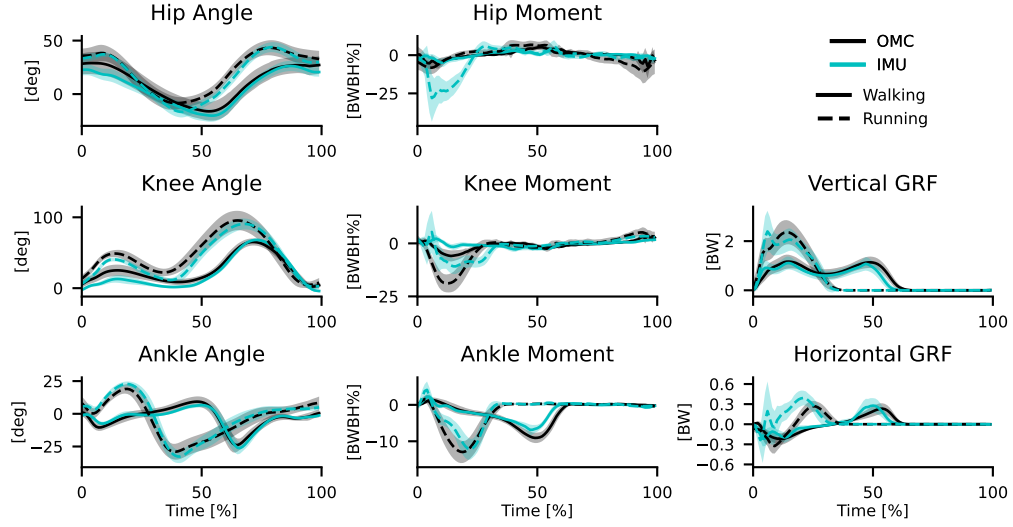 Hip Angle
Hip Moment
50
0
[deg]
0
50
100
0
−25
[BWBH%]
0
50
100
OMC
IMU
Walking
Running
Knee Angle
Knee Moment
Vertical GRF
100
0
[deg]
0
50
100
0
−25
[BWBH%]
0
50
100
2
0
[BW]
0
50
100
Ankle Angle
Ankle Moment
Horizontal GRF
25
0
−25
[deg]
0
50
100
Time [%]
0
−10
[BWBH%]
0
50
100
Time [%]
0.6
0.3
0.0
−0.3
−0.6
[BW]
0
50
100
Time [%]